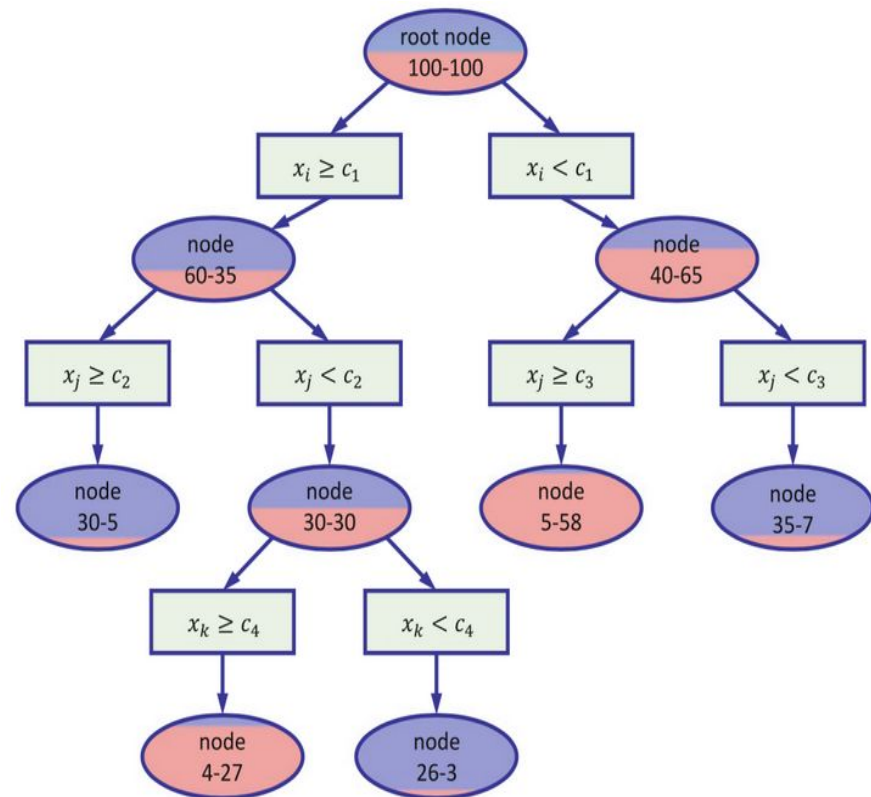 root node
100-100
x_i ≥ c_1
x_i < c_1
node
60-35
node
40-65
x_j ≥ c_2
x_j < c_2
x_j ≥ c_3
x_j < c_3
node
30-5
node
30-30
node
5-58
node
35-7
x_k ≥ c_4
x_k < c_4
node
4-27
node
26-3